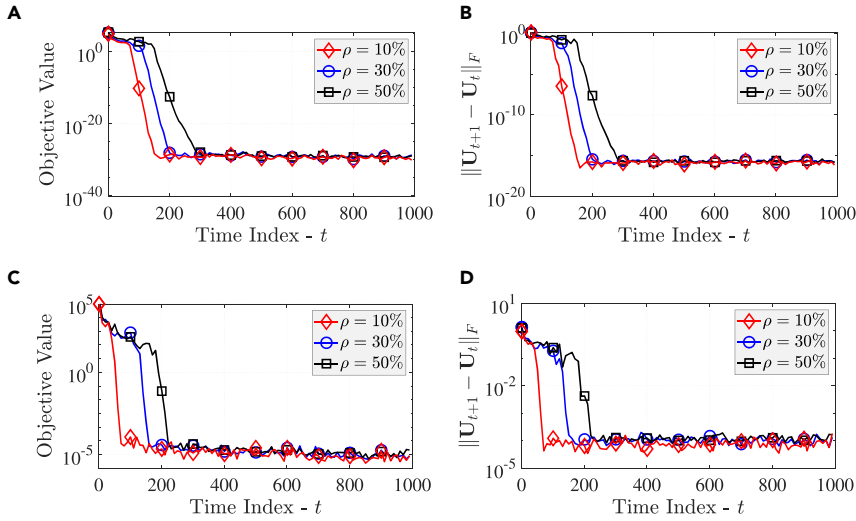 A
Objective Value
10^0
10^-20
10^-40
0 200 400 600 800 1000
Time Index - t
ρ = 10%
ρ = 30%
ρ = 50%
B
||U_{t+1} − U_t||_F
10^0
10^-10
10^-20
0 200 400 600 800 1000
Time Index - t
ρ = 10%
ρ = 30%
ρ = 50%
C
Objective Value
10^5
10^0
10^-5
0 200 400 600 800 1000
Time Index - t
ρ = 10%
ρ = 30%
ρ = 50%
D
||U_{t+1} − U_t||_F
10^1
10^-2
10^-4
0 200 400 600 800 1000
Time Index - t
ρ = 10%
ρ = 30%
ρ = 50%